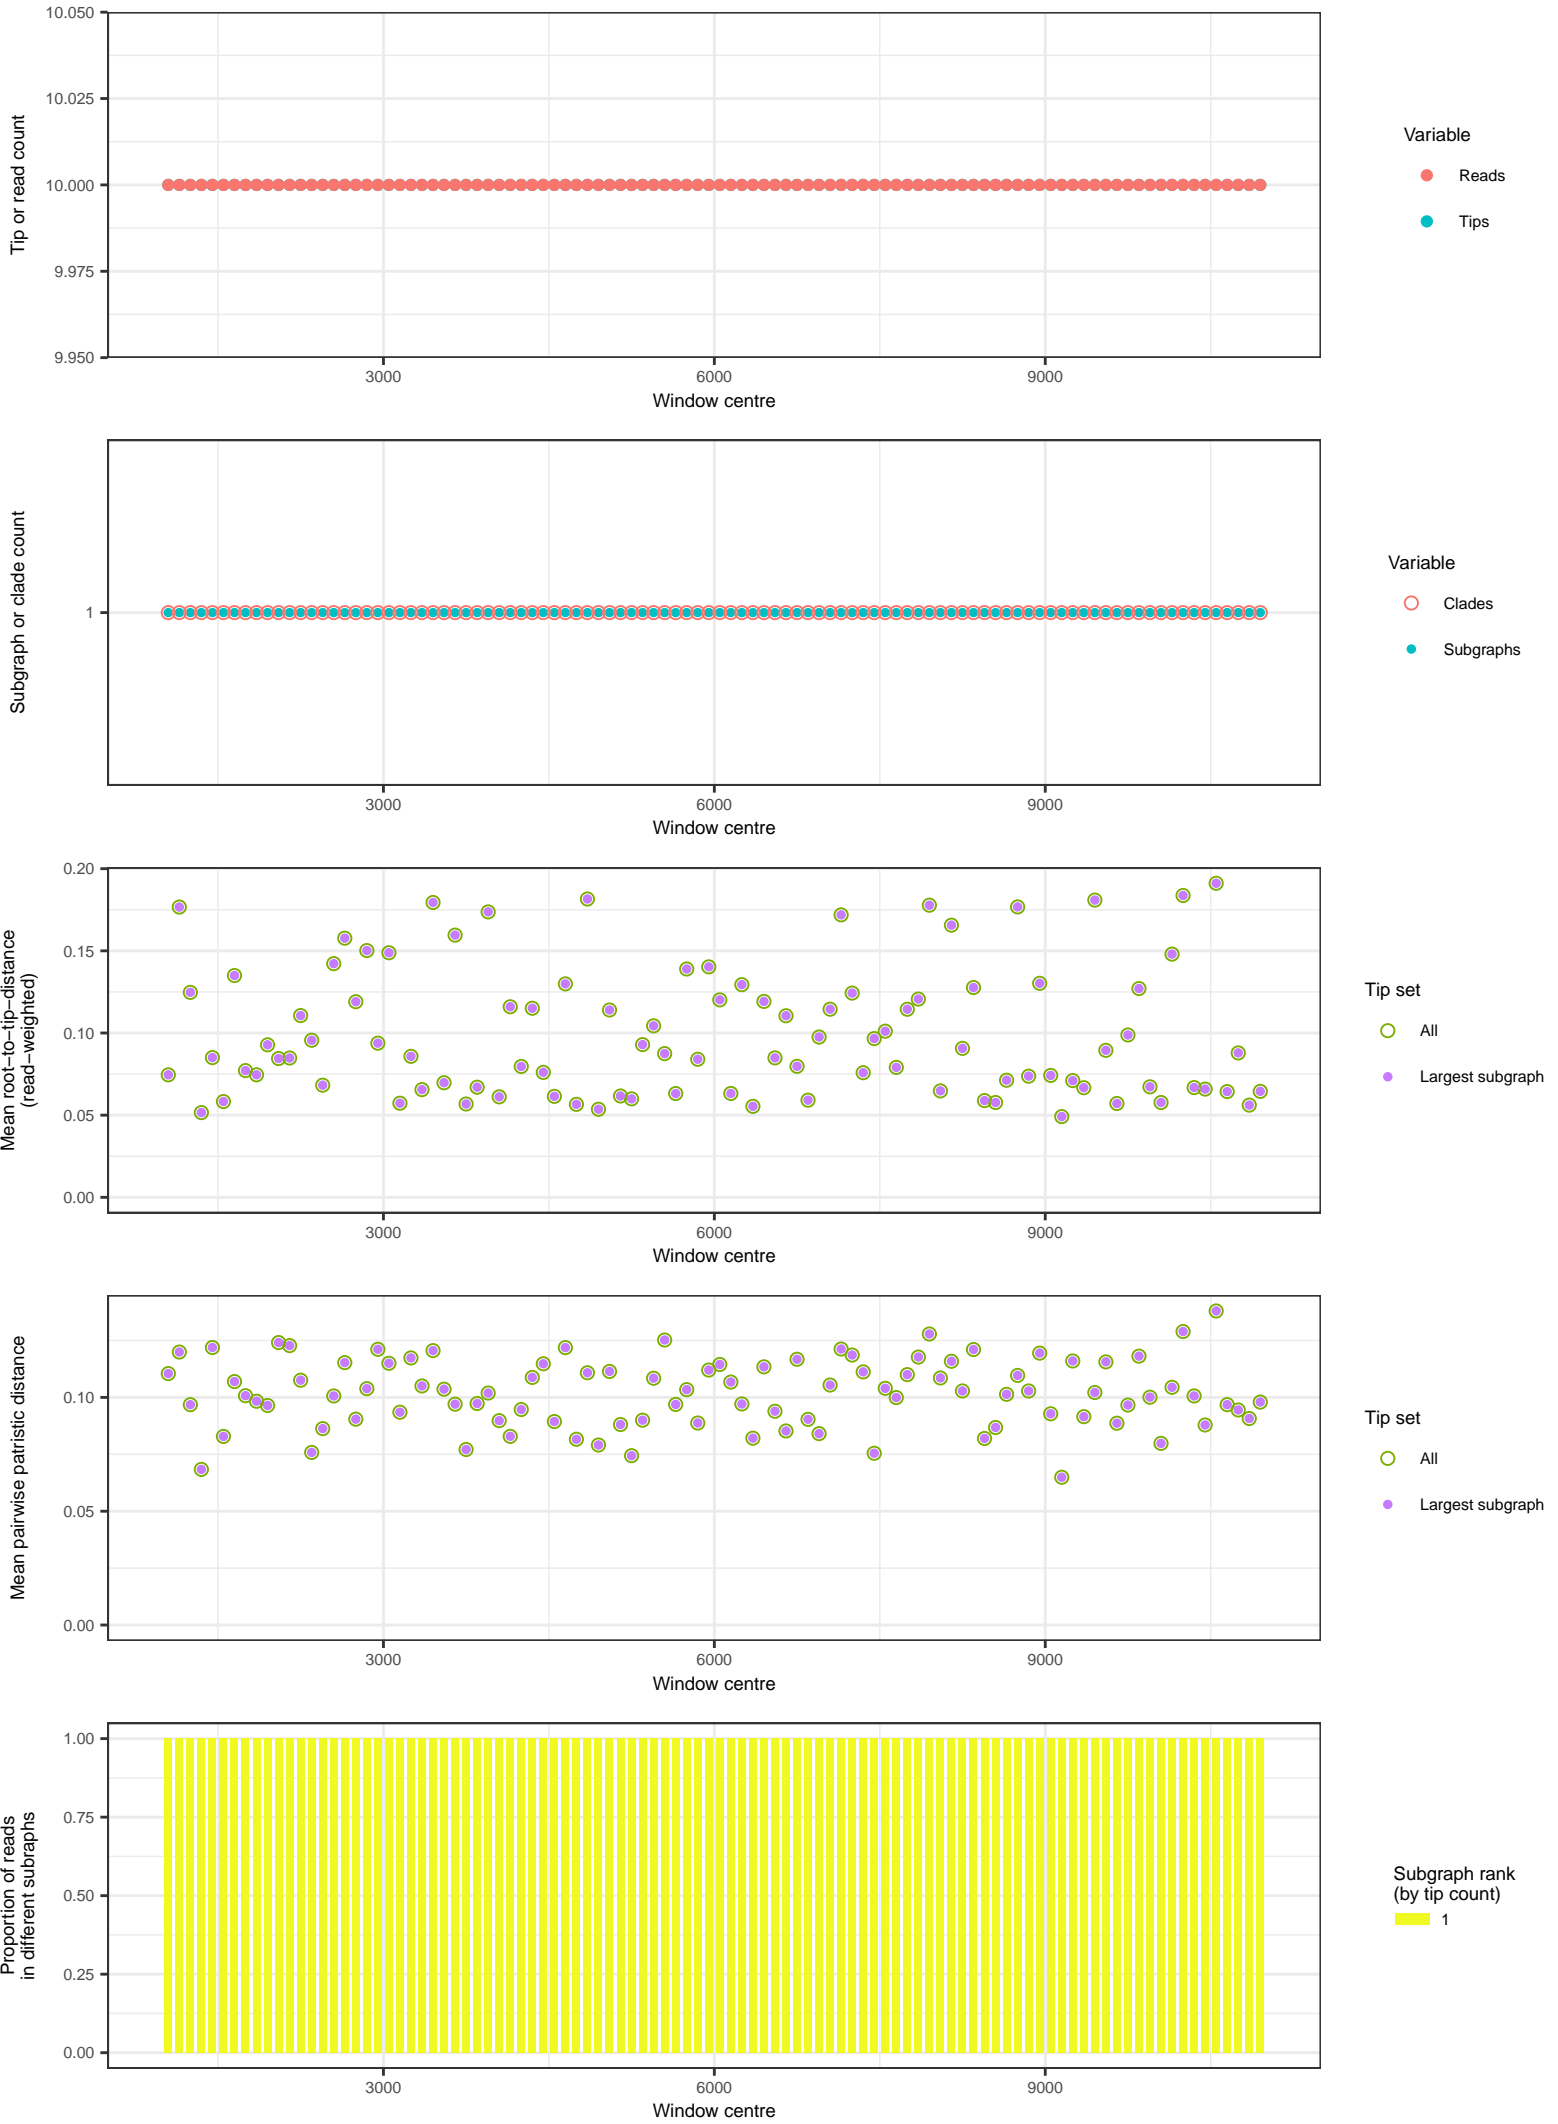 10.050
10.025
10.000
9.975
9.950
Tip or read count
3000
6000
9000
Window centre
Variable
Reads
Tips
1
Subgraph or clade count
3000
6000
9000
Window centre
Variable
Clades
Subgraphs
0.20
0.15
0.10
0.05
0.00
Mean root−to−tip−distance
(read−weighted)
3000
6000
9000
Window centre
Tip set
All
Largest subgraph
0.10
0.05
0.00
Mean pairwise patristic distance
3000
6000
9000
Window centre
Tip set
All
Largest subgraph
1.00
0.75
0.50
0.25
0.00
Proportion of reads
in different subraphs
3000
6000
9000
Window centre
Subgraph rank
(by tip count)
1